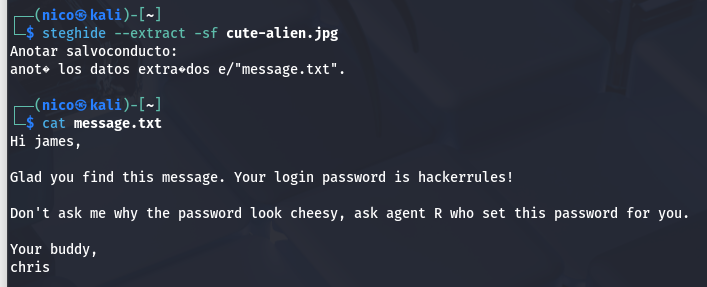 ┌──(nico㉿kali)-[~]
└─$ steghide --extract -sf cute-alien.jpg
Anotar salvoconducto:
anot� los datos extra�dos e/"message.txt".
┌──(nico㉿kali)-[~]
└─$ cat message.txt
Hi james,
Glad you find this message. Your login password is hackerrules!
Don't ask me why the password look cheesy, ask agent R who set this password for you.
Your buddy,
chris